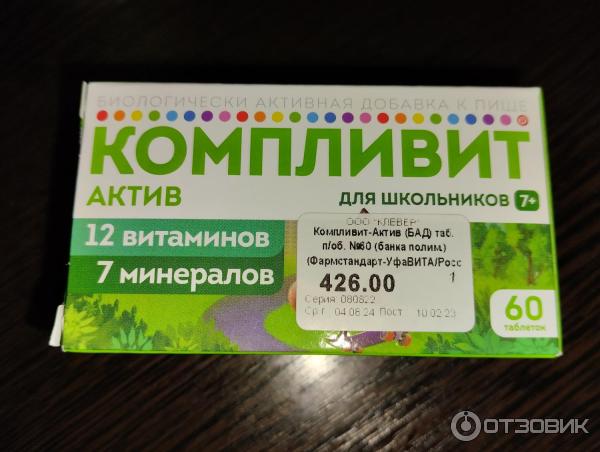 БИОЛОГИЧЕСКИ АКТИВНАЯ ДОБАВКА К ПИЩЕ
КОМПЛИВИТ
АКТИВ
ДЛЯ ШКОЛЬНИКОВ 7+
12 витаминов
7 минералов
ООО "КЛЕВЕР"
Компливит-Актив (БАД) таб.
п/об. №60 (банка полим.)
(Фармстандарт-УфаВИТА/Росс
426.00 1
Серия 080822
Ср.г. 04.08.24 Пост. 10.02.23
60
таблеток
ОТЗОВИК